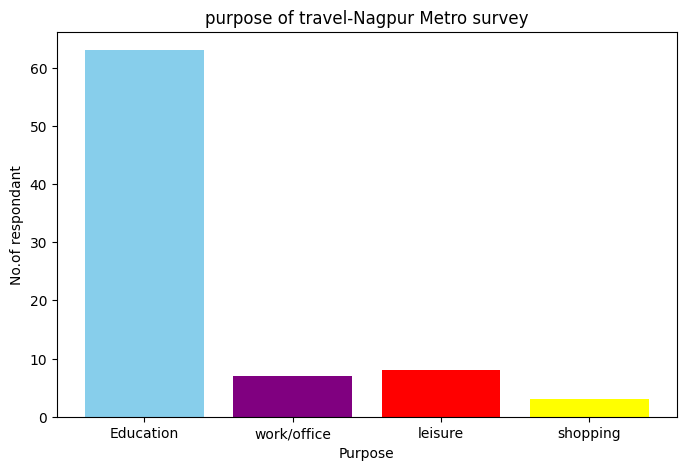 purpose of travel-Nagpur Metro survey
60
50
40
30
20
10
0
No.of respondant
Education work/office leisure shopping
Purpose